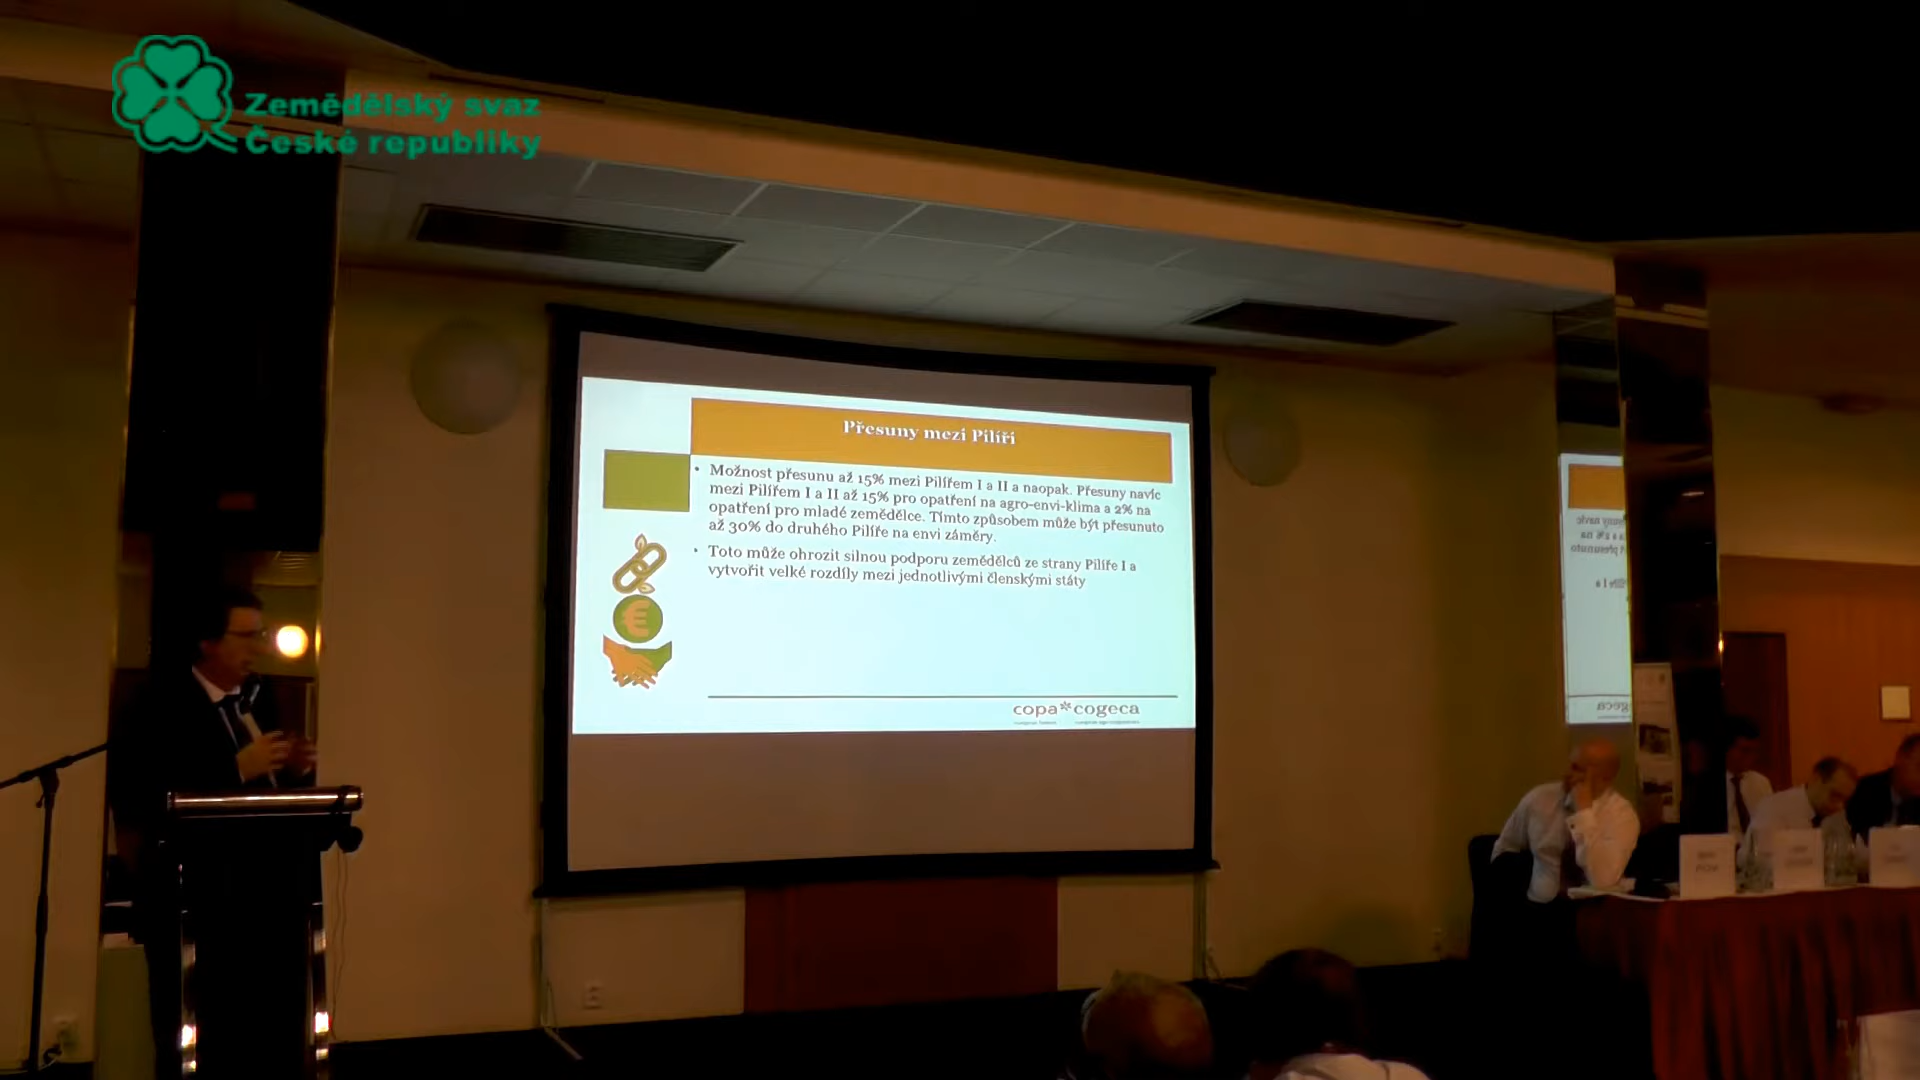 Zemědělský svaz
České republiky
Přesuny mezi Pilíři
• Možnost přesunu až 15% mezi Pilířem I a II a naopak. Přesuny navíc
mezi Pilířem I a II až 15% pro opatření na agro-envi-klima a 2% na
opatření pro mladé zemědělce. Tímto způsobem může být přesunuto
až 30% do druhého Pilíře na envi záměry.
• Toto může ohrozit silnou podporu zemědělců ze strany Pilíře I a
vytvořit velké rozdíly mezi jednotlivými členskými státy
€
copa*cogeca